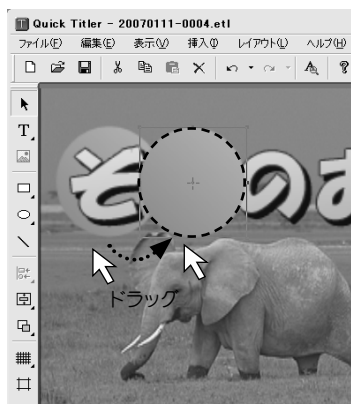 Quick Titler - 20070111-0004.etl
ファイル(F) 編集(E) 表示(V) 挿入(I) レイアウト(L) ヘルプ(H)
T
そのお
ドラッグ